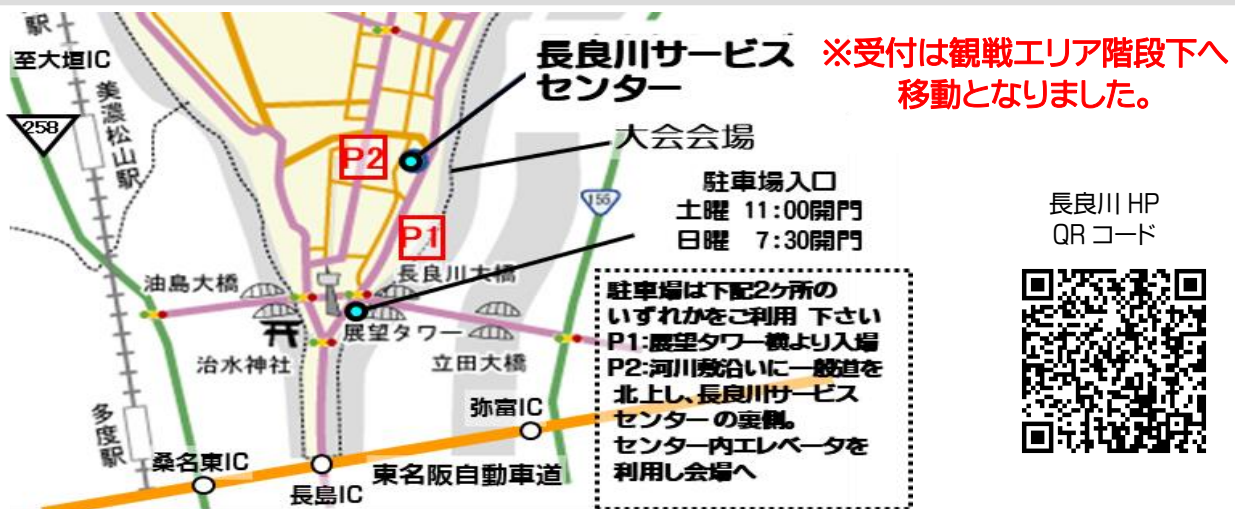 駅
至大垣IC
258
美濃松山駅
長良川サービス
センター
※受付は観戦エリア階段下へ
移動となりました。
P2
大会会場
155
駐車場入口
土曜 11:00開門
日曜 7:30開門
長良川 HP
QR コード
P1
油島大橋
長良川大橋
展望タワー
治水神社
立田大橋
駐車場は下記2ヶ所の
いずれかをご利用 下さい
P1:展望タワー横より入場
P2:河川敷沿いに一般道を
北上し、長良川サービス
センターの裏側。
センター内エレベータを
利用し会場へ
多度駅
弥富IC
桑名東IC
東名阪自動車道
長島IC